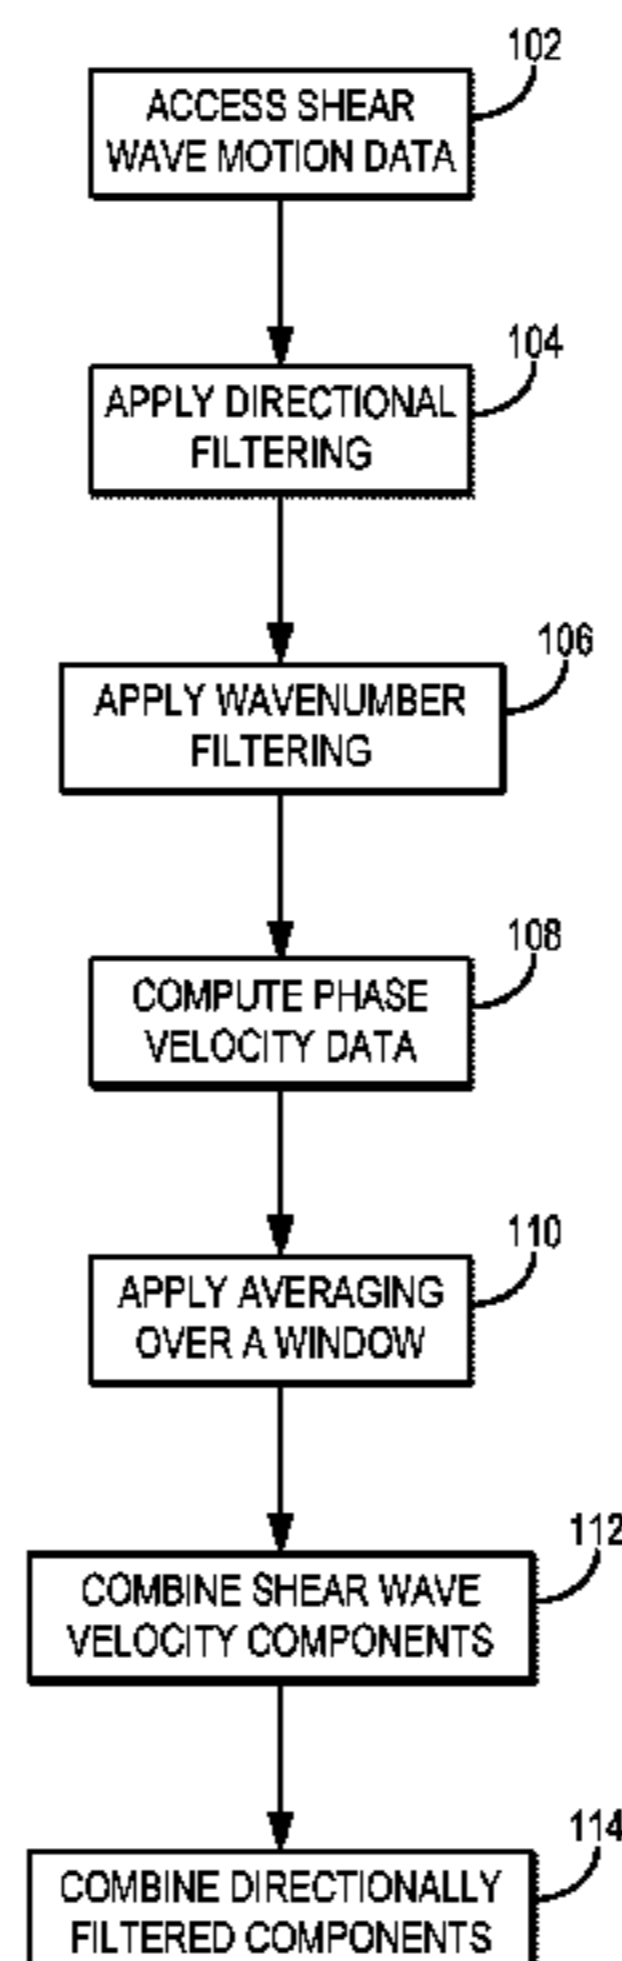 102
ACCESS SHEAR
WAVE MOTION DATA
104
APPLY DIRECTIONAL
FILTERING
106
APPLY WAVENUMBER
FILTERING
108
COMPUTE PHASE
VELOCITY DATA
110
APPLY AVERAGING
OVER A WINDOW
112
COMBINE SHEAR WAVE
VELOCITY COMPONENTS
114
COMBINE DIRECTIONALLY
FILTERED COMPONENTS